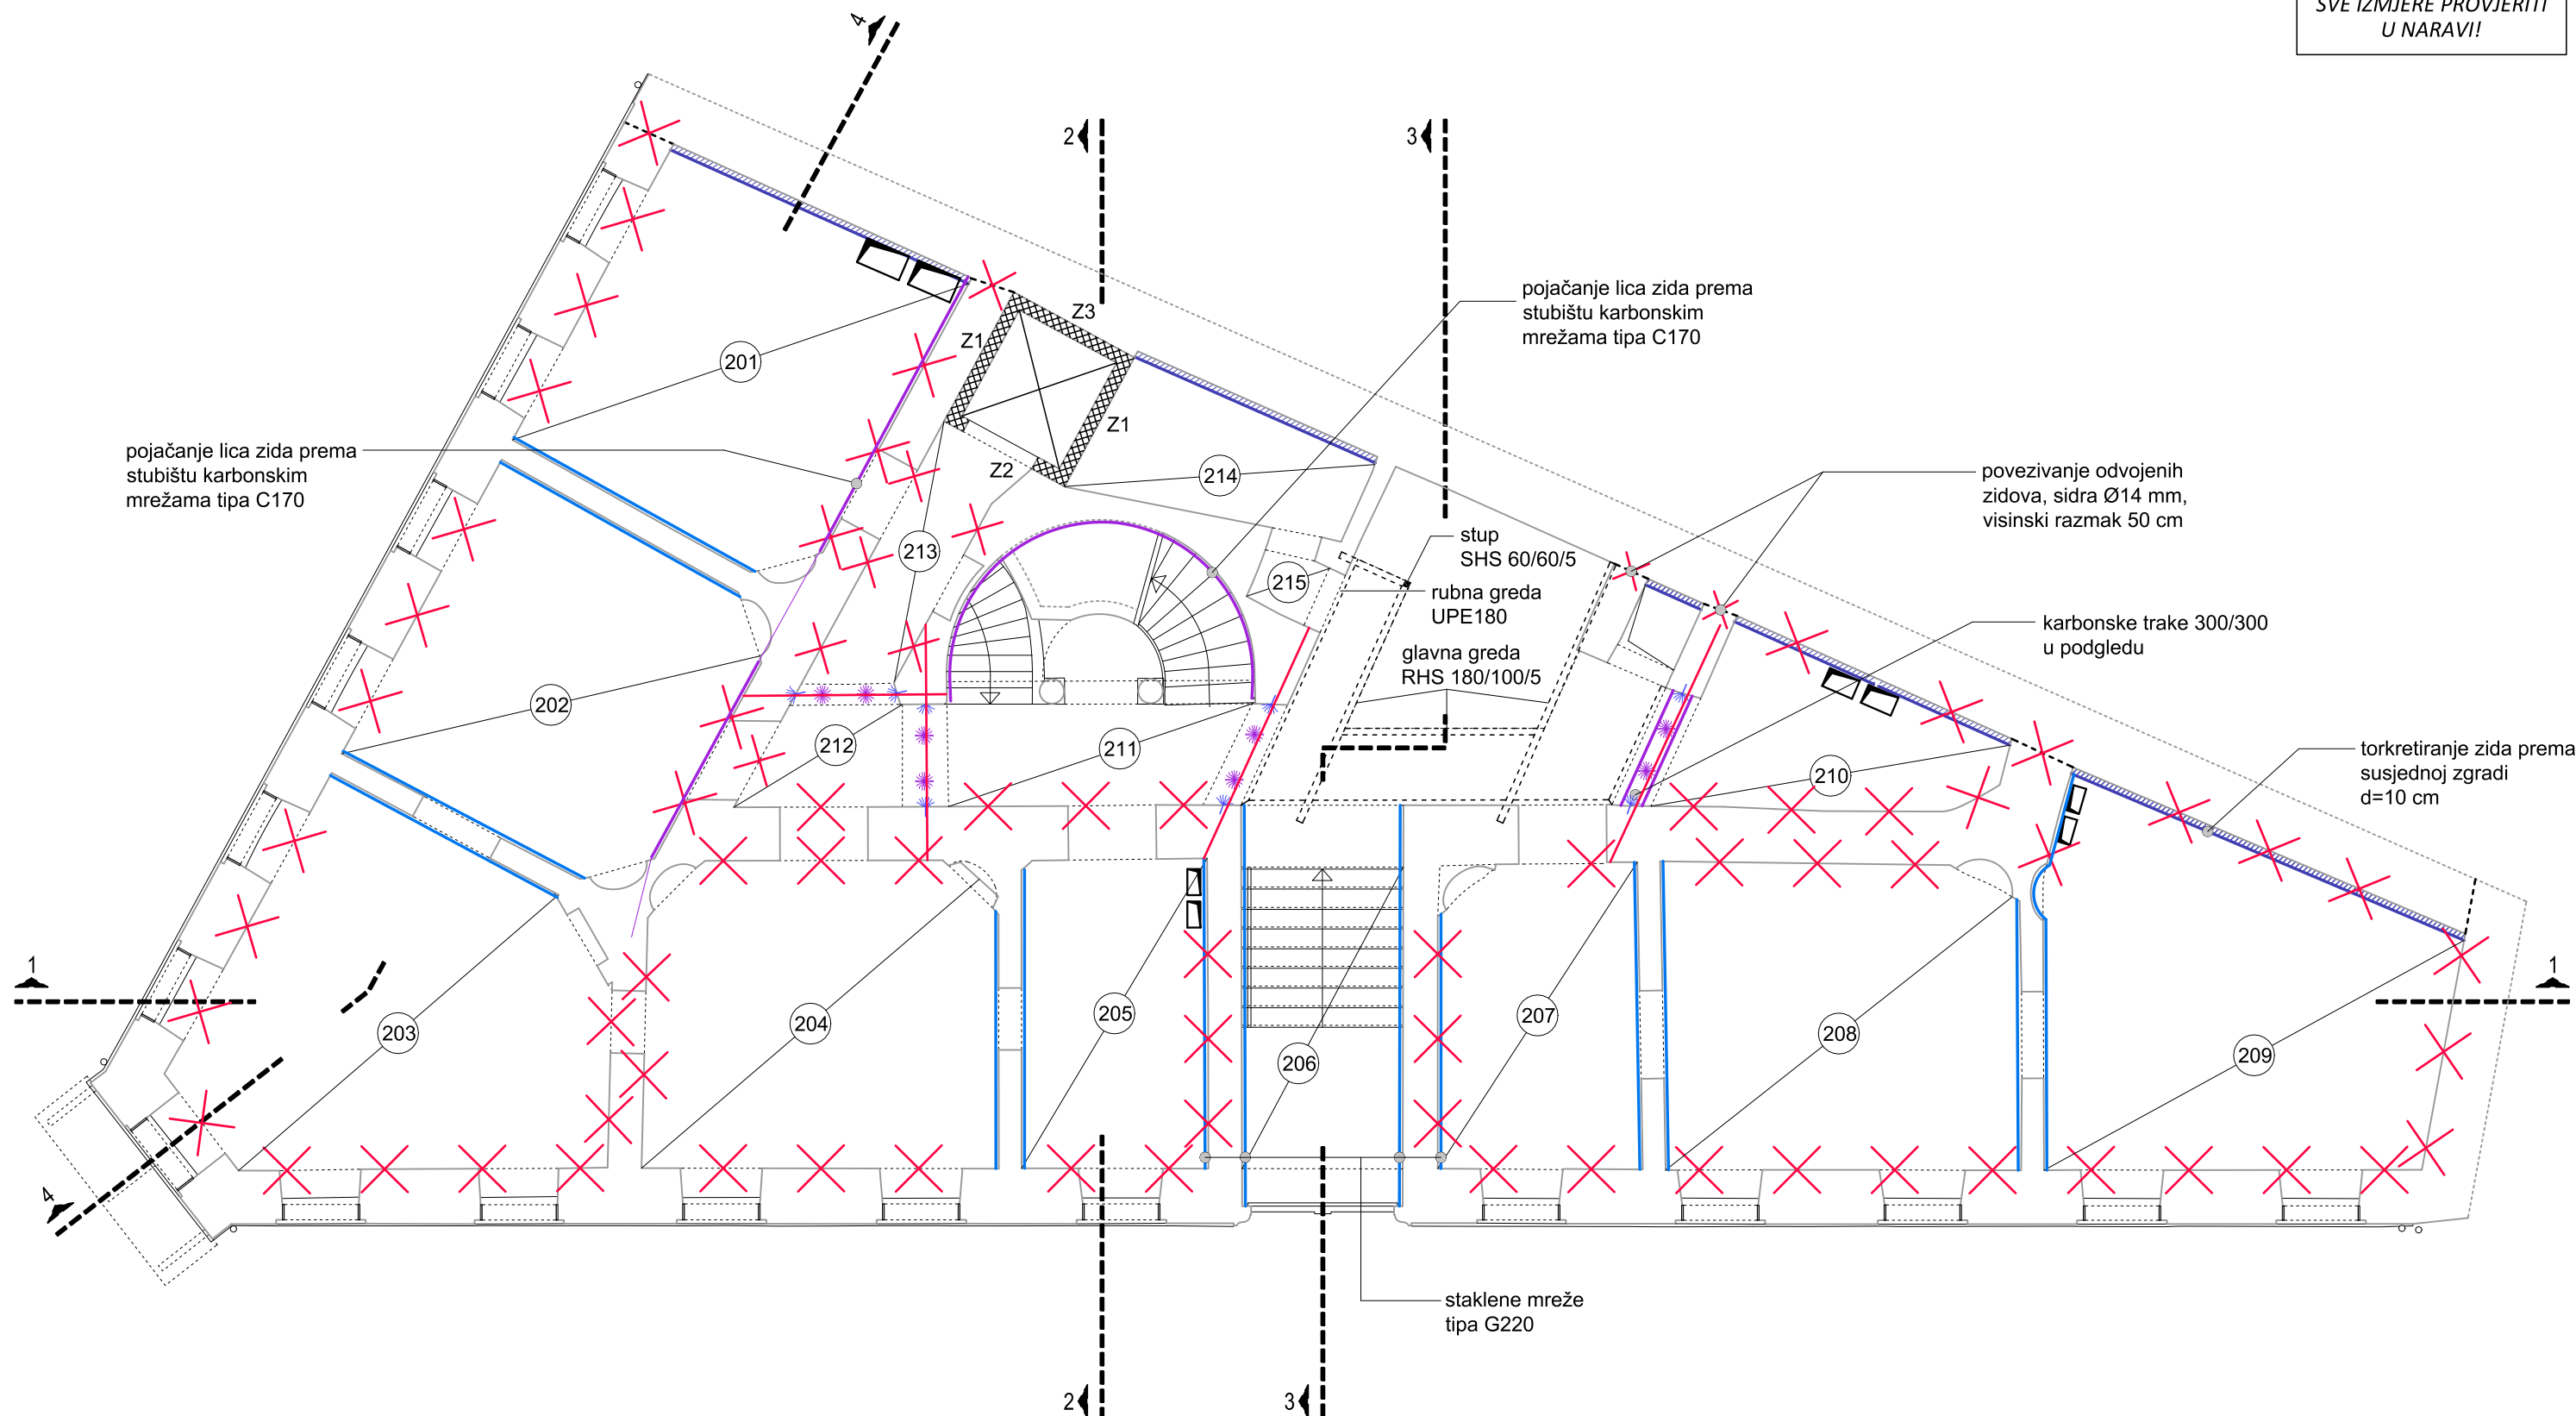 SVE IZMJERE PROVJERITI
U NARAVI!
4
2
3
pojačanje lica zida prema
stubištu karbonskim
mrežama tipa C170
Z3
Z1
201
Z1
Z2
pojačanje lica zida prema
stubištu karbonskim
mrežama tipa C170
214
povezivanje odvojenih
zidova, sidra Ø14 mm,
visinski razmak 50 cm
213
stup
SHS 60/60/5
215
rubna greda
UPE180
karbonske trake 300/300
u podgledu
glavna greda
RHS 180/100/5
202
212
211
210
torkretiranje zida prema
susjednoj zgradi
d=10 cm
1
1
203
204
205
206
207
208
209
4
staklene mreže
tipa G220
2
3